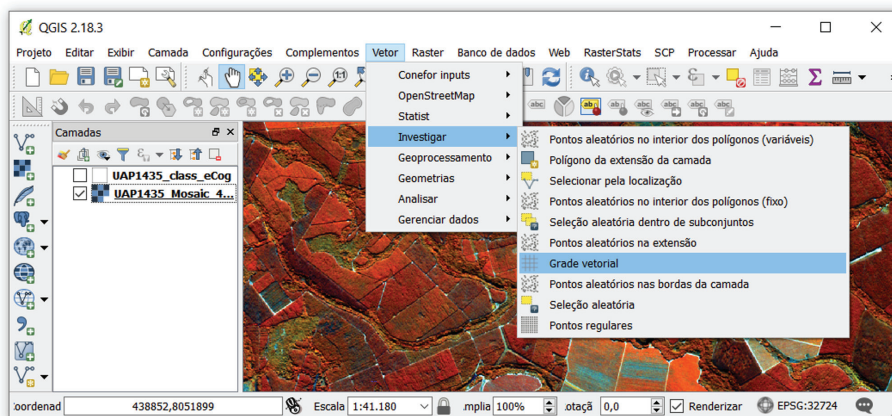 QGIS 2.18.3
Projeto Editar Exibir Camada Configurações Complementos Vetor Raster Banco de dados Web RasterStats SCP Processar Ajuda
Conefor inputs
OpenStreetMap
Statist
Investigar
Geoprocessamento
Geometrias
Analisar
Gerenciar dados
Camadas
UAP1435_class_eCog
UAP1435_Mosaic_4...
Pontos aleatórios no interior dos polígonos (variáveis)
Polígono da extensão da camada
Selecionar pela localização
Pontos aleatórios no interior dos polígonos (fixo)
Seleção aleatória dentro de subconjuntos
Pontos aleatórios na extensão
Grade vetorial
Pontos aleatórios nas bordas da camada
Seleção aleatória
Pontos regulares
oordenad 438852,8051899 Escala 1:41.180 mplia 100% otaçã 0,0 Renderizar EPSG:32724